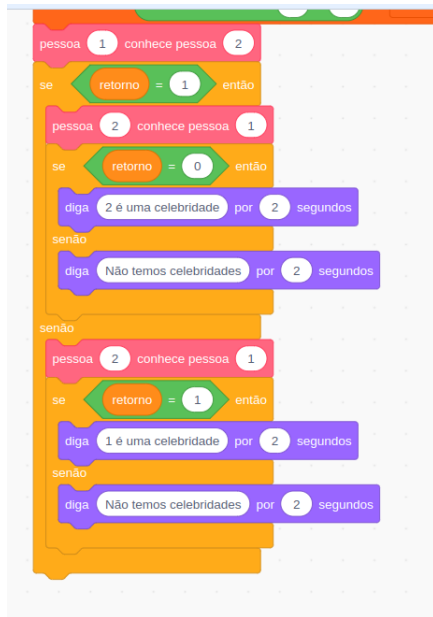 pessoa 1 conhece pessoa 2
se retorno = 1 então
pessoa 2 conhece pessoa 1
se retorno = 0 então
diga 2 é uma celebridade por 2 segundos
senão
diga Não temos celebridades por 2 segundos
senão
pessoa 2 conhece pessoa 1
se retorno = 1 então
diga 1 é uma celebridade por 2 segundos
senão
diga Não temos celebridades por 2 segundos